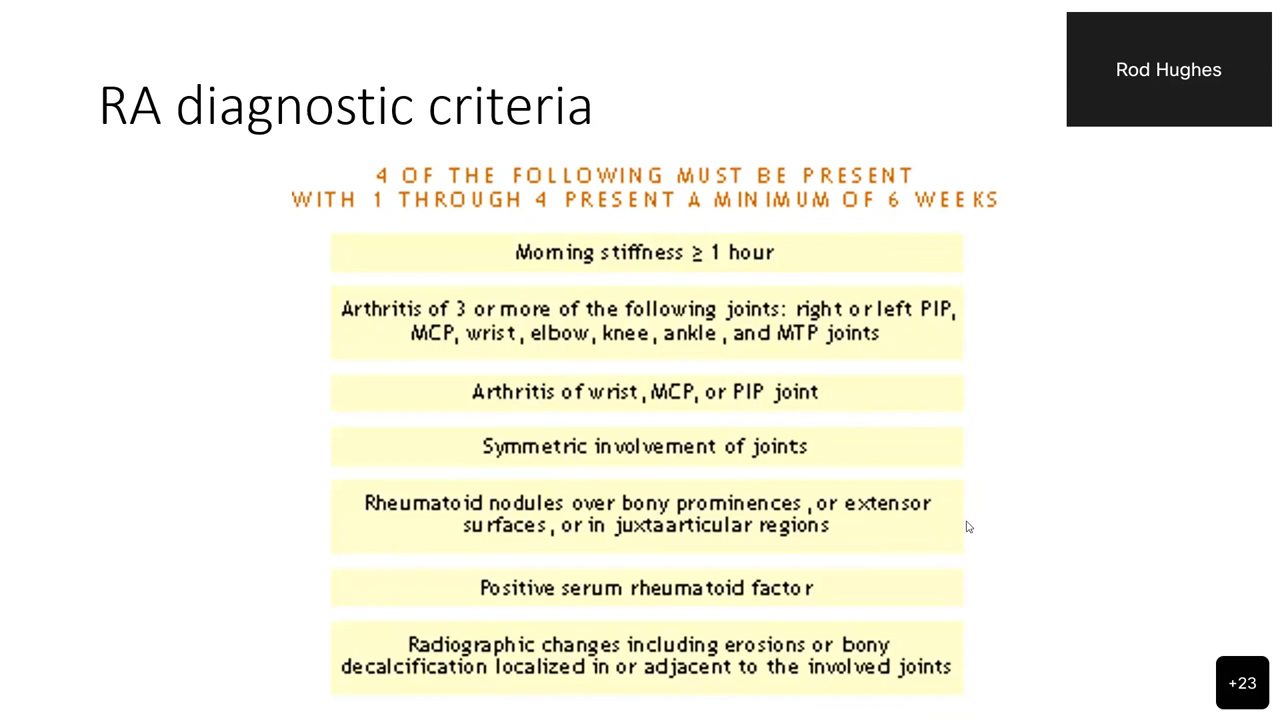 Rod Hughes
RA diagnostic criteria
4 OF THE FOLLOWING MUST BE PRESENT
WITH 1 THROUGH 4 PRESENT A MINIMUM OF 6 WEEKS
Morning stiffness ≥ 1 hour
Arthritis of 3 or more of the following joints: right or left PIP,
MCP, wrist, elbow, knee, ankle, and MTP joints
Arthritis of wrist, MCP, or PIP joint
Symmetric involvement of joints
Rheumatoid nodules over bony prominences, or extensor
surfaces, or in juxtaarticular regions
Positive serum rheumatoid factor
Radiographic changes including erosions or bony
decalcification localized in or adjacent to the involved joints
+23